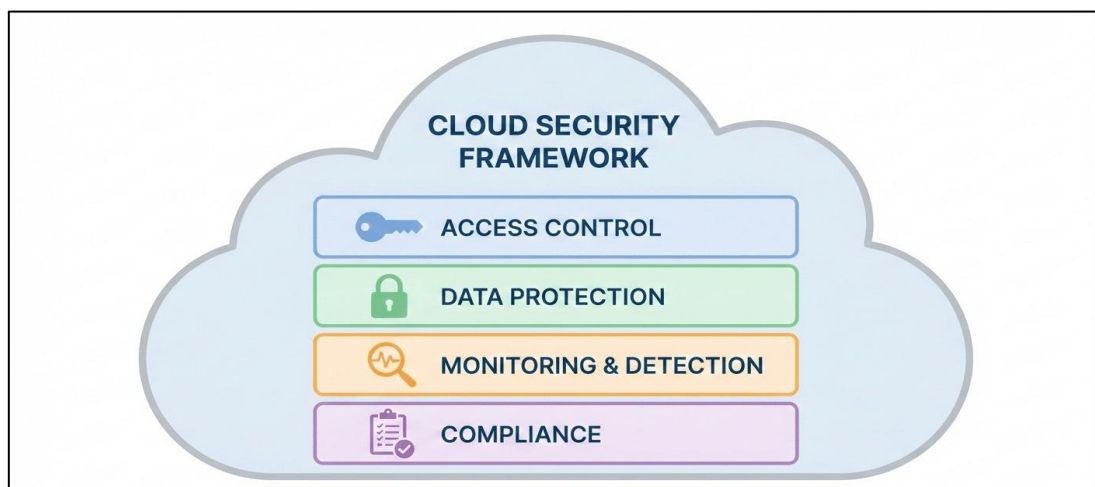 CLOUD SECURITY
FRAMEWORK
ACCESS CONTROL
DATA PROTECTION
MONITORING & DETECTION
COMPLIANCE